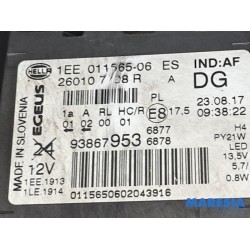 HELLA
1EE 011565-06 ES IND:AF
26010 7 8 R A DG
MADE IN SLOVENIA
EGEUS
PL
1a A RL HC/R E8 17,5 23.08.17
01 02 00 01 09:38:22
93867953 6877 H4
6878 PY21W
LED
12V 13,5V
1EE.1913 5.7/
1LE 1914 0.8W
0115650602043916